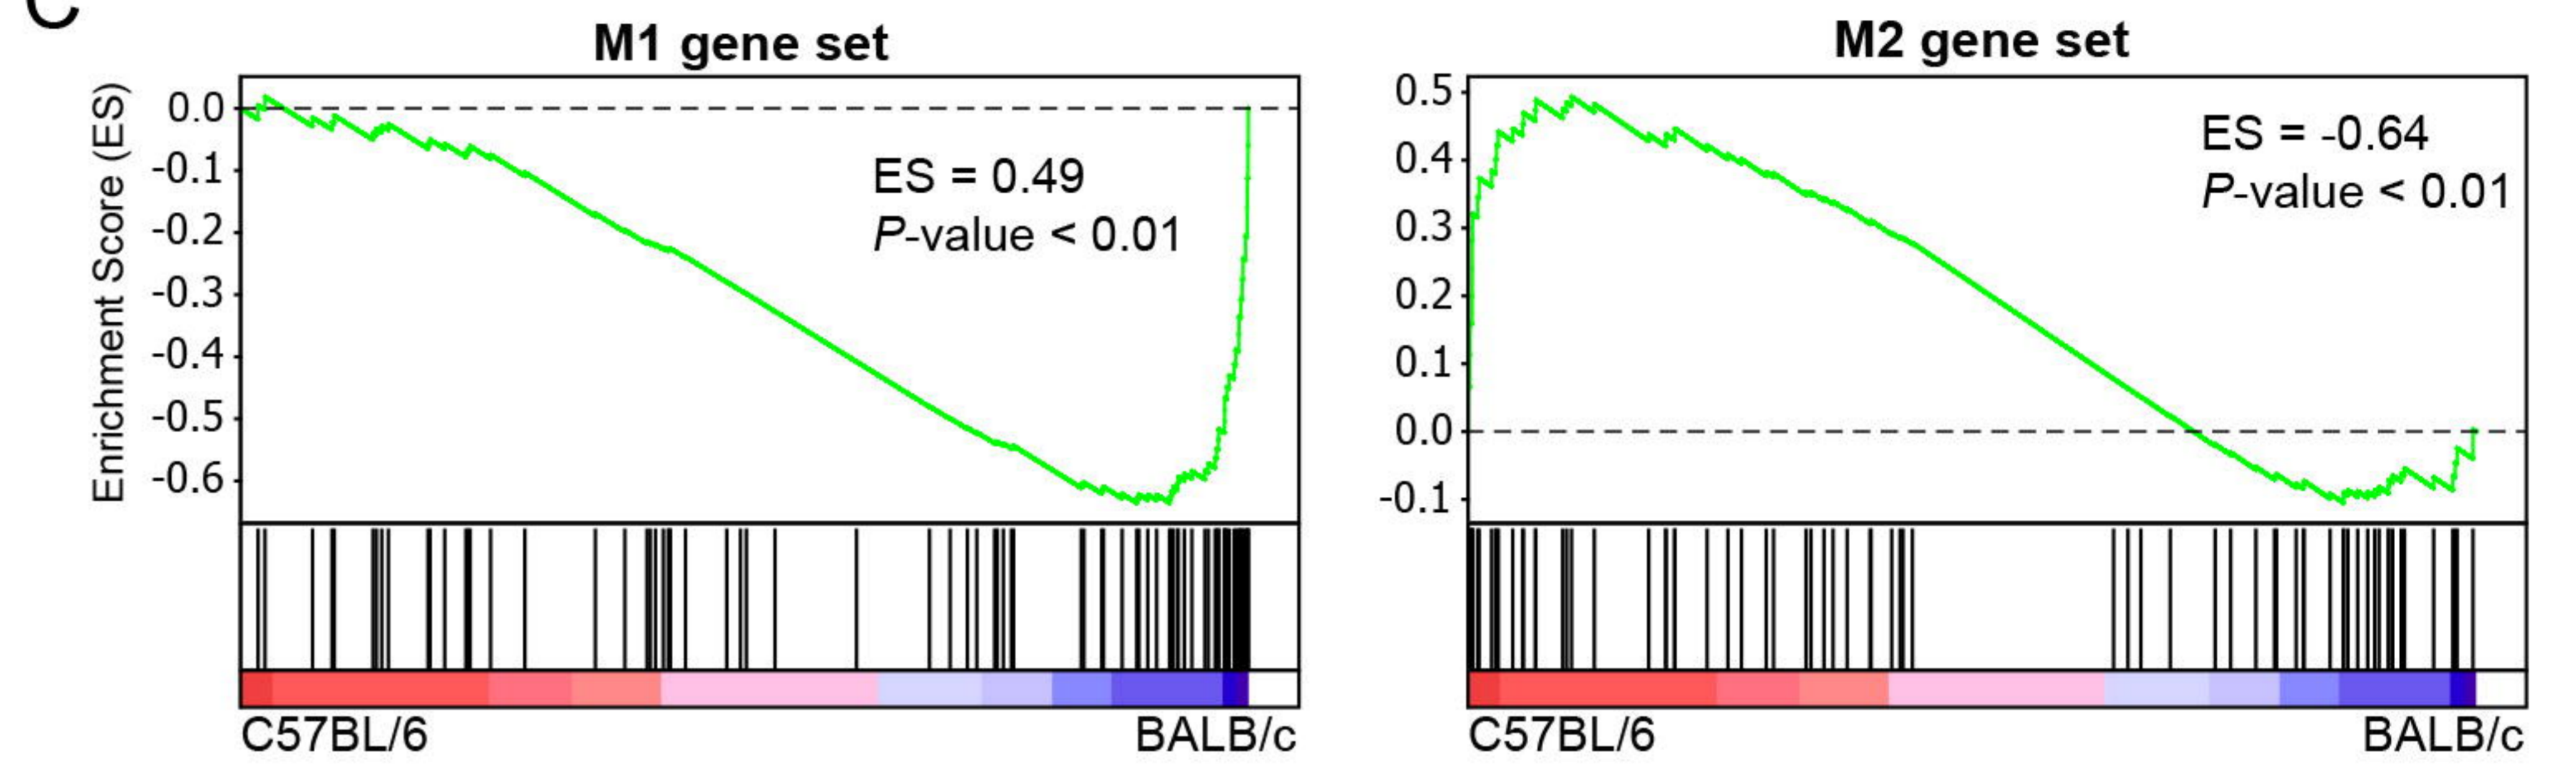 C
M1 gene set
M2 gene set
Enrichment Score (ES)
0.0
-0.1
-0.2
-0.3
-0.4
-0.5
-0.6
ES = 0.49
P-value < 0.01
C57BL/6
BALB/c
0.5
0.4
0.3
0.2
0.1
0.0
-0.1
ES = -0.64
P-value < 0.01
C57BL/6
BALB/c